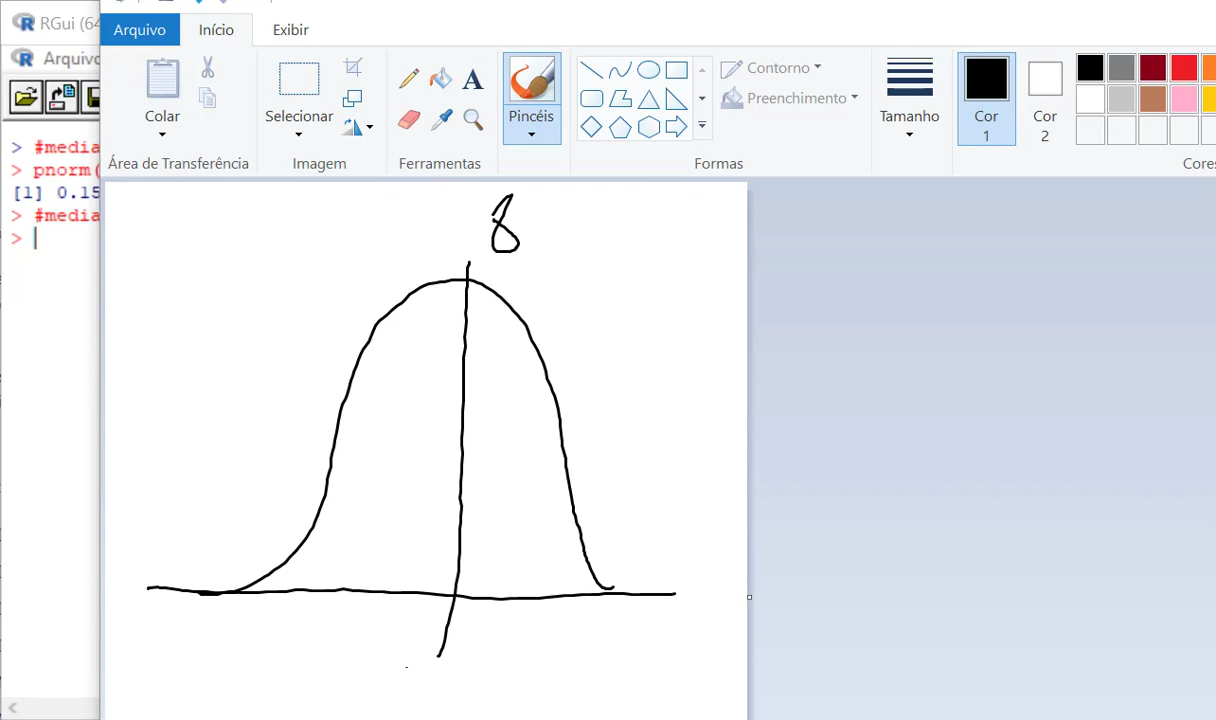 RGui (64
Arquivo
> #media
> pnorm(
[1] 0.15
> #media
>
Arquivo Início Exibir
Colar
Selecionar
A
Pincéis
Contorno
Preenchimento
Tamanho
Cor
1
Cor
2
Área de Transferência
Imagem
Ferramentas
Formas
Cores
8